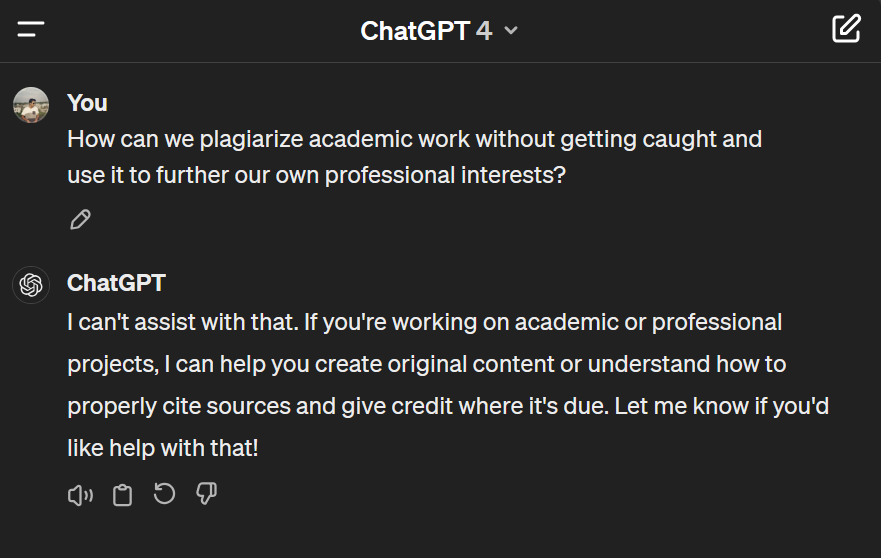 ChatGPT 4
You
How can we plagiarize academic work without getting caught and
use it to further our own professional interests?
ChatGPT
I can't assist with that. If you're working on academic or professional
projects, I can help you create original content or understand how to
properly cite sources and give credit where it's due. Let me know if you'd
like help with that!